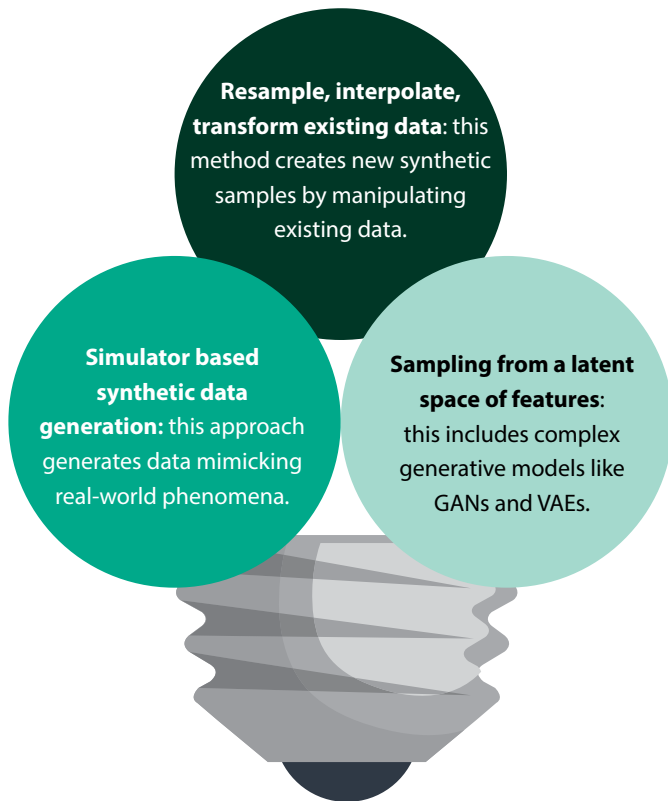 Resample, interpolate,
transform existing data: this
method creates new synthetic
samples by manipulating
existing data.
Simulator based
synthetic data
generation: this approach
generates data mimicking
real-world phenomena.
Sampling from a latent
space of features:
this includes complex
generative models like
GANs and VAEs.